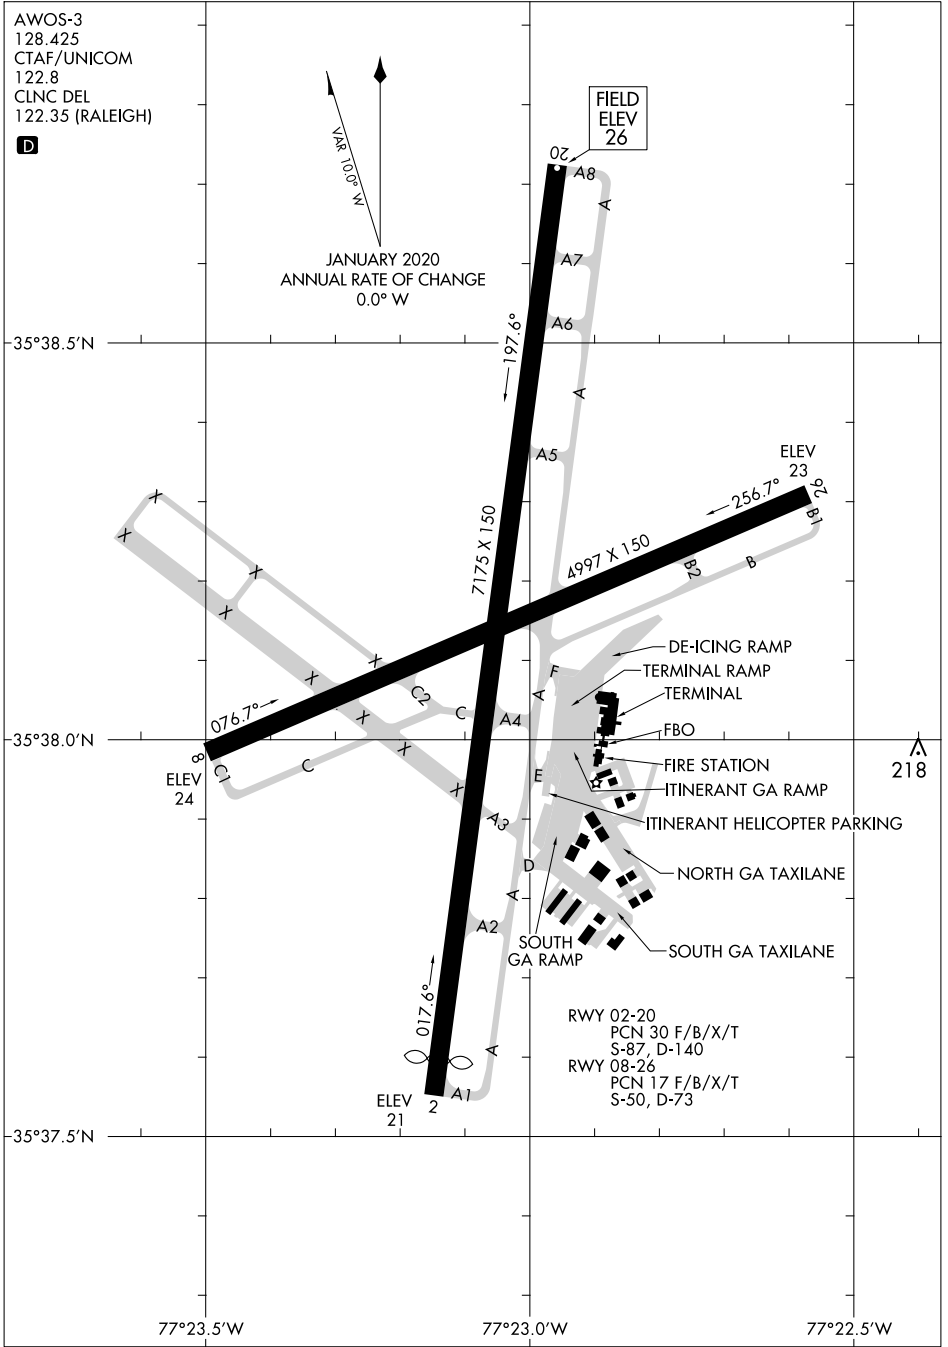 AWOS-3
128.425
CTAF/UNICOM
122.8
CLNC DEL
122.35 (RALEIGH)
D
VAR 10.0° W
JANUARY 2020
ANNUAL RATE OF CHANGE
0.0° W
FIELD
ELEV
26
20
A8
A
A7
A6
197.6°
35°38.5'N
A
A5
ELEV
23
26
256.7°
B1
X
X
7175 X 150
4997 X 150
B2
B
X
X
DE-ICING RAMP
X
F
TERMINAL RAMP
X
C2
A
TERMINAL
076.7°
X
C
A4
FBO
35°38.0'N
8
C1
X
C
E
FIRE STATION
218
ELEV
24
X
ITINERANT GA RAMP
A3
ITINERANT HELICOPTER PARKING
D
NORTH GA TAXILANE
A
A2
SOUTH
GA RAMP
SOUTH GA TAXILANE
017.6°
RWY 02-20
PCN 30 F/B/X/T
S-87, D-140
RWY 08-26
PCN 17 F/B/X/T
S-50, D-73
A
A1
ELEV
21
2
35°37.5'N
77°23.5'W
77°23.0'W
77°22.5'W